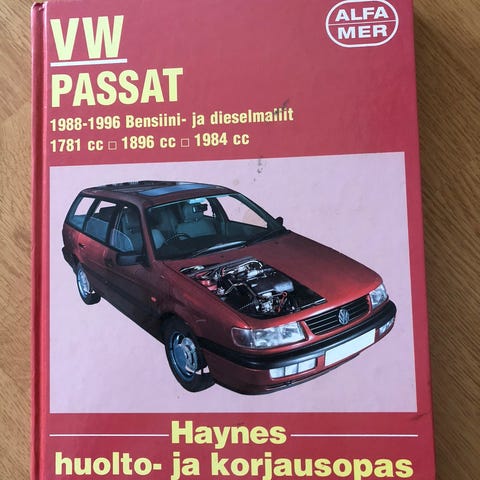 VW
ALFA
MER
PASSAT
1988-1996 Bensiini- ja dieselmallit
1781 cc □ 1896 cc □ 1984 cc
Haynes
huolto- ja korjausopas